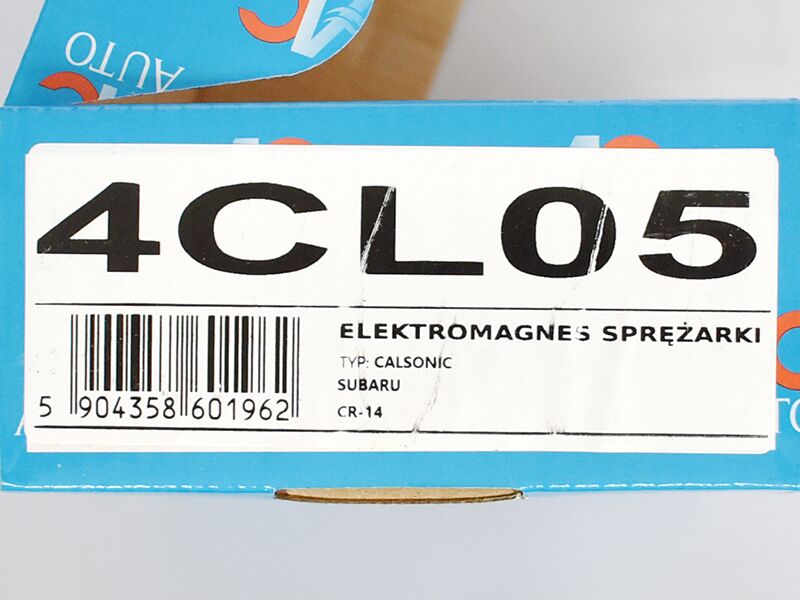 AUTO
4CL05
ELEKTROMAGNES SPRĘŻARKI
TYP: CALSONIC
SUBARU
CR-14
5 904358 601962